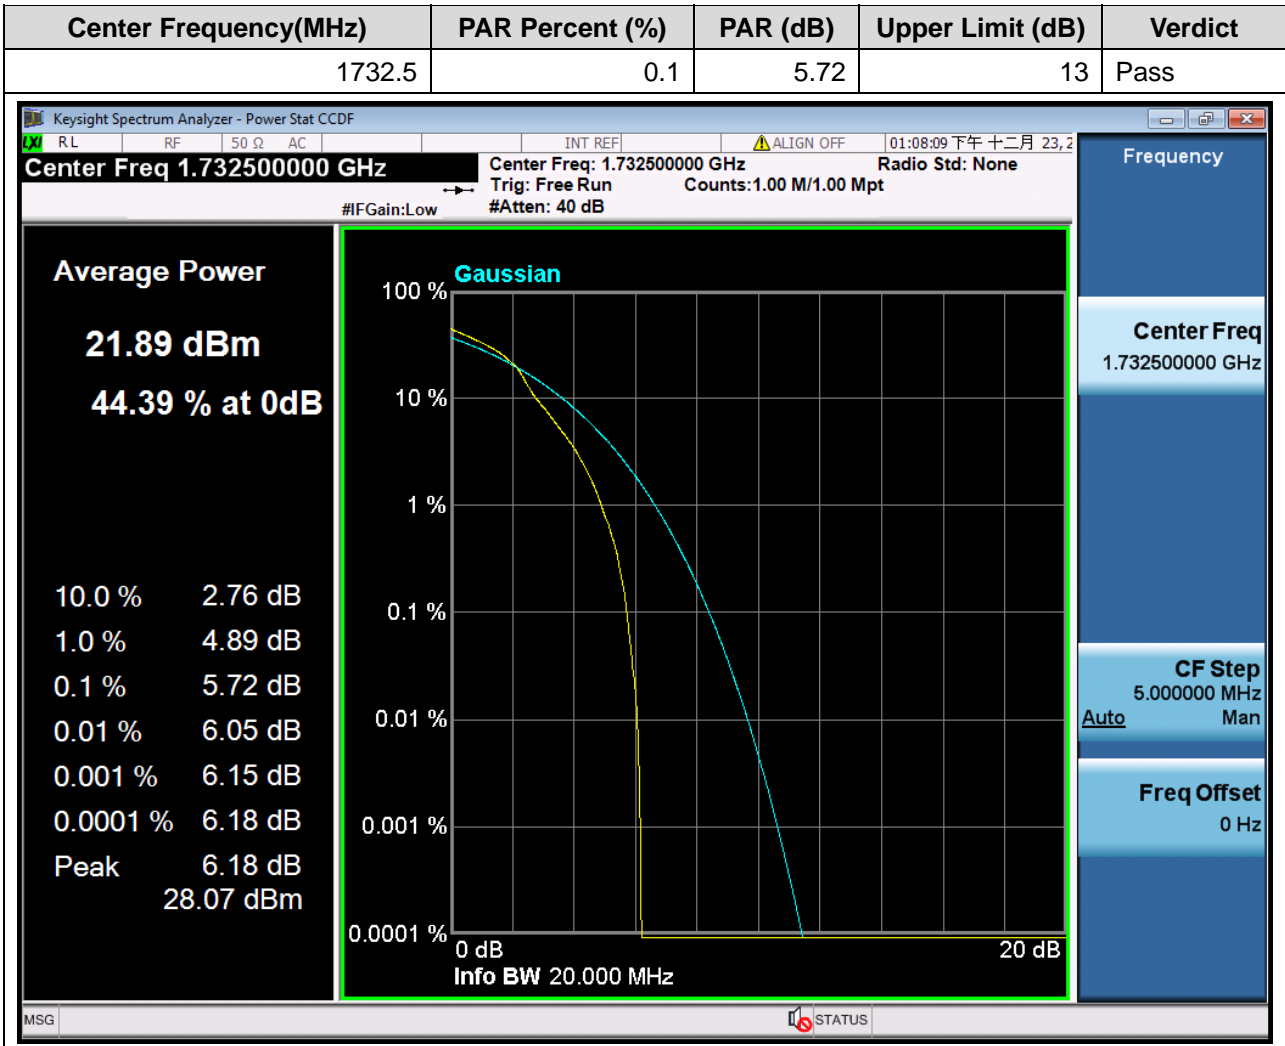 Center Frequency(MHz) PAR Percent (%) PAR (dB) Upper Limit (dB) Verdict
1732.5 0.1 5.72 13 Pass
Keysight Spectrum Analyzer - Power Stat CCDF
LXI RL RF 50 Ω AC INT REF ALIGN OFF 01:08:09 下午 十二月 23, 2
Center Freq 1.732500000 GHz
Center Freq: 1.732500000 GHz Radio Std: None
Trig: Free Run Counts:1.00 M/1.00 Mpt
#IFGain:Low #Atten: 40 dB
Average Power
21.89 dBm
44.39 % at 0dB
10.0 % 2.76 dB
1.0 % 4.89 dB
0.1 % 5.72 dB
0.01 % 6.05 dB
0.001 % 6.15 dB
0.0001 % 6.18 dB
Peak 6.18 dB
28.07 dBm
Gaussian
100 %
10 %
1 %
0.1 %
0.01 %
0.001 %
0.0001 %
0 dB 20 dB
Info BW 20.000 MHz
Frequency
Center Freq
1.732500000 GHz
CF Step
5.000000 MHz
Auto Man
Freq Offset
0 Hz
MSG STATUS